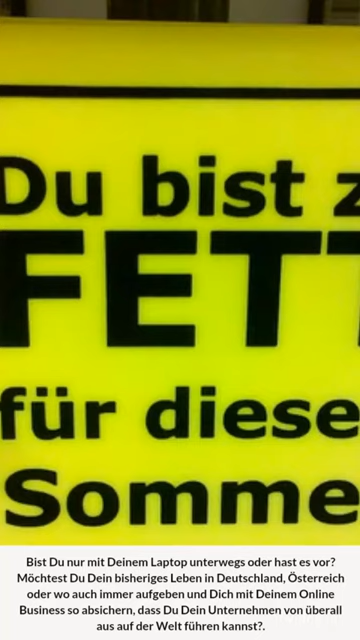 Du bist z
FETT
für diese
Somme
Bist Du nur mit Deinem Laptop unterwegs oder hast es vor?
Möchtest Du Dein bisheriges Leben in Deutschland, Österreich
oder wo auch immer aufgeben und Dich mit Deinem Online
Business so absichern, dass Du Dein Unternehmen von überall
aus auf der Welt führen kannst?.